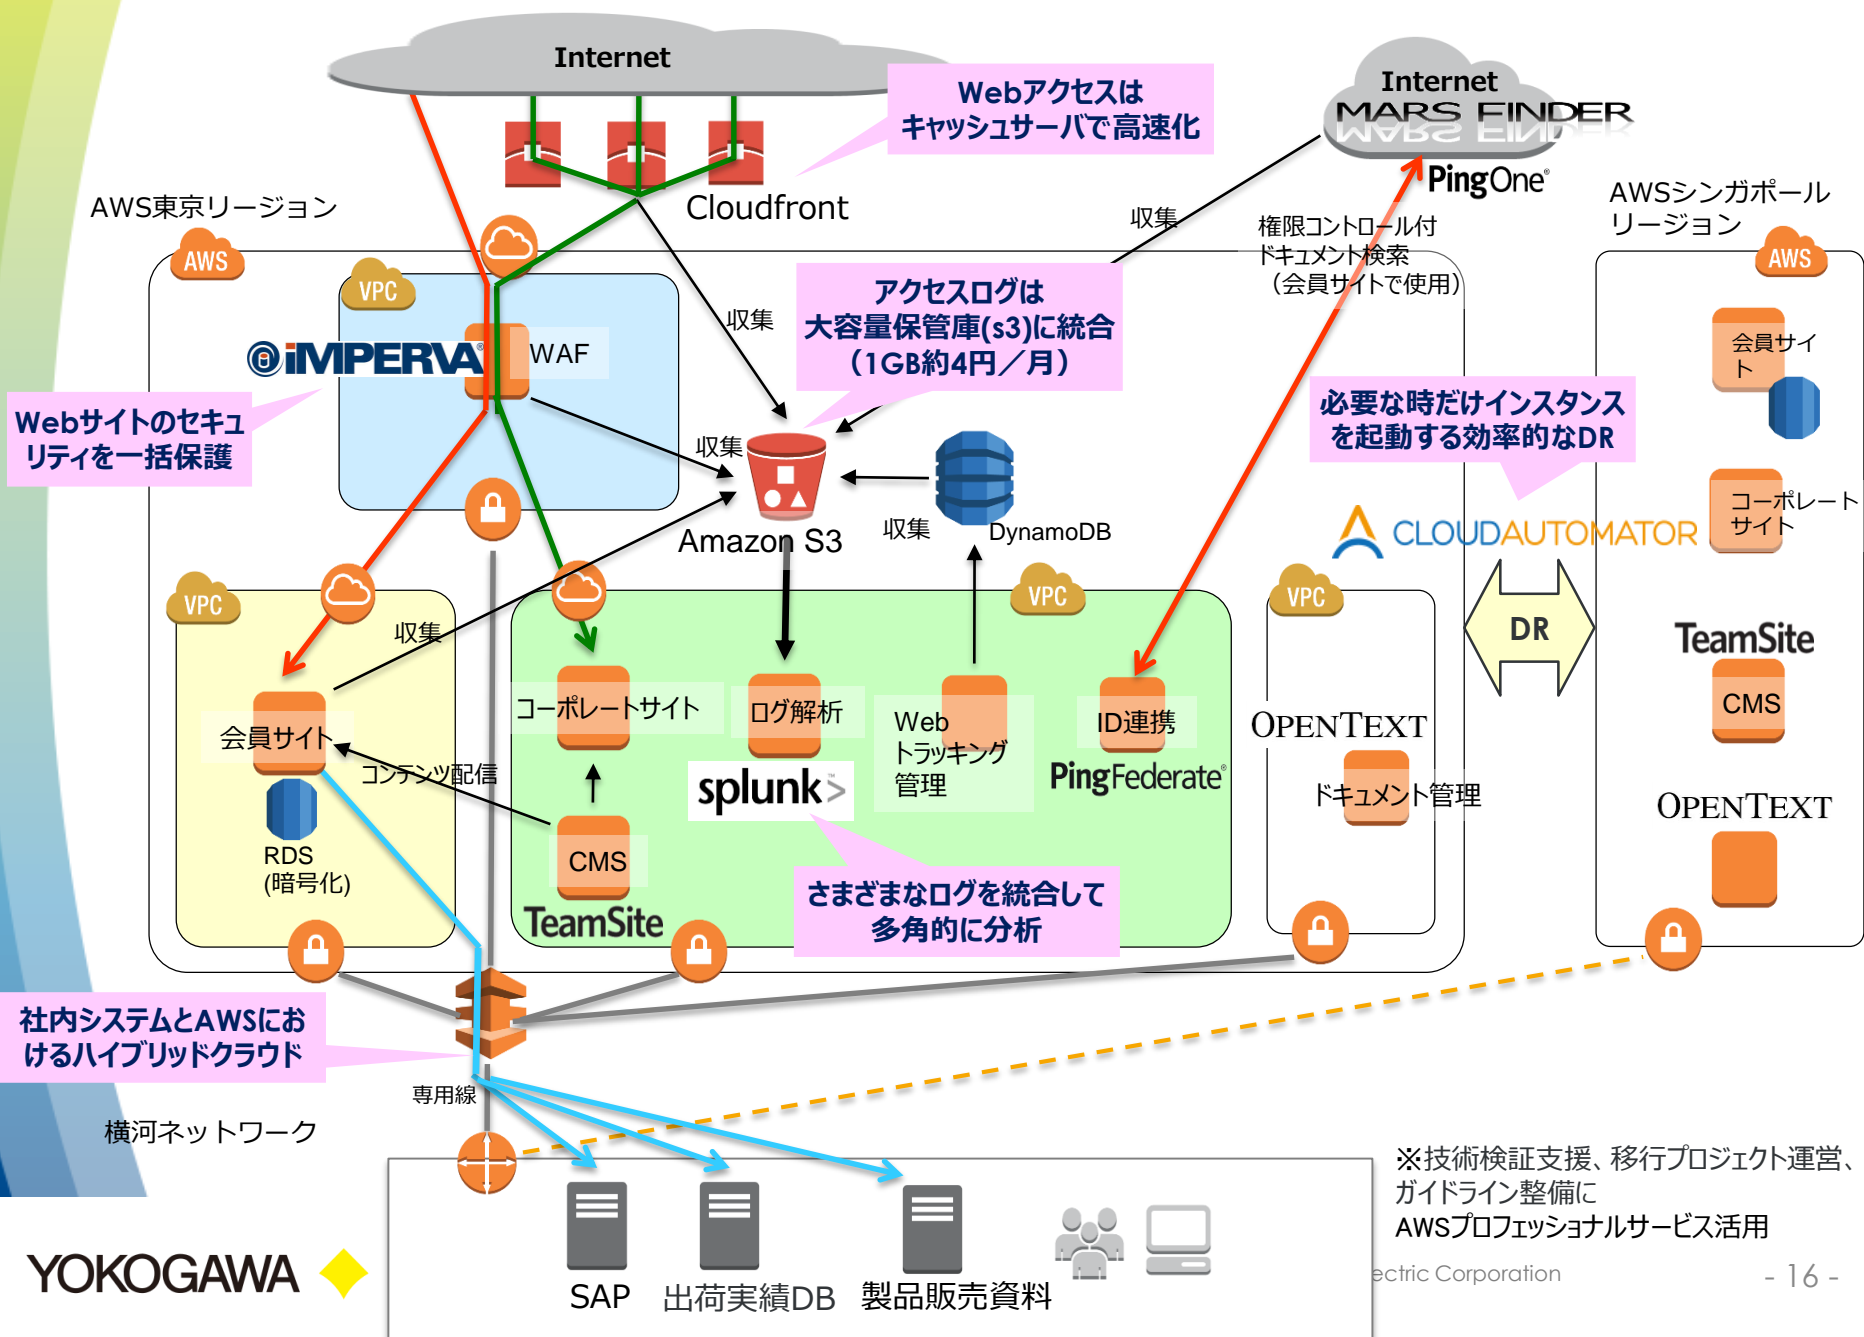 Internet
Webアクセスは
キャッシュサーバで高速化
Internet
MARS FINDER
PingOne
Cloudfront
AWS東京リージョン
AWS
収集
権限コントロール付
ドキュメント検索
（会員サイトで使用）
AWSシンガポール
リージョン
AWS
VPC
iMPERVA
WAF
収集
アクセスログは
大容量保管庫(s3)に統合
（1GB約4円／月）
会員サイ
ト
Webサイトのセキュ
リティを一括保護
収集
必要な時だけインスタンス
を起動する効率的なDR
Amazon S3
収集
DynamoDB
CLOUDAUTOMATOR
コーポレート
サイト
VPC
収集
VPC
VPC
DR
TeamSite
CMS
会員サイト
コーポレートサイト
ログ解析
splunk>
Web
トラッキング
管理
ID連携
PingFederate
OPENTEXT
ドキュメント管理
コンテンツ配信
RDS
(暗号化)
CMS
TeamSite
さまざまなログを統合して
多角的に分析
OPENTEXT
社内システムとAWSにお
けるハイブリッドクラウド
専用線
横河ネットワーク
※技術検証支援、移行プロジェクト運営、
ガイドライン整備に
AWSプロフェッショナルサービス活用
YOKOGAWA
SAP
出荷実績DB
製品販売資料
ectric Corporation
- 16 -